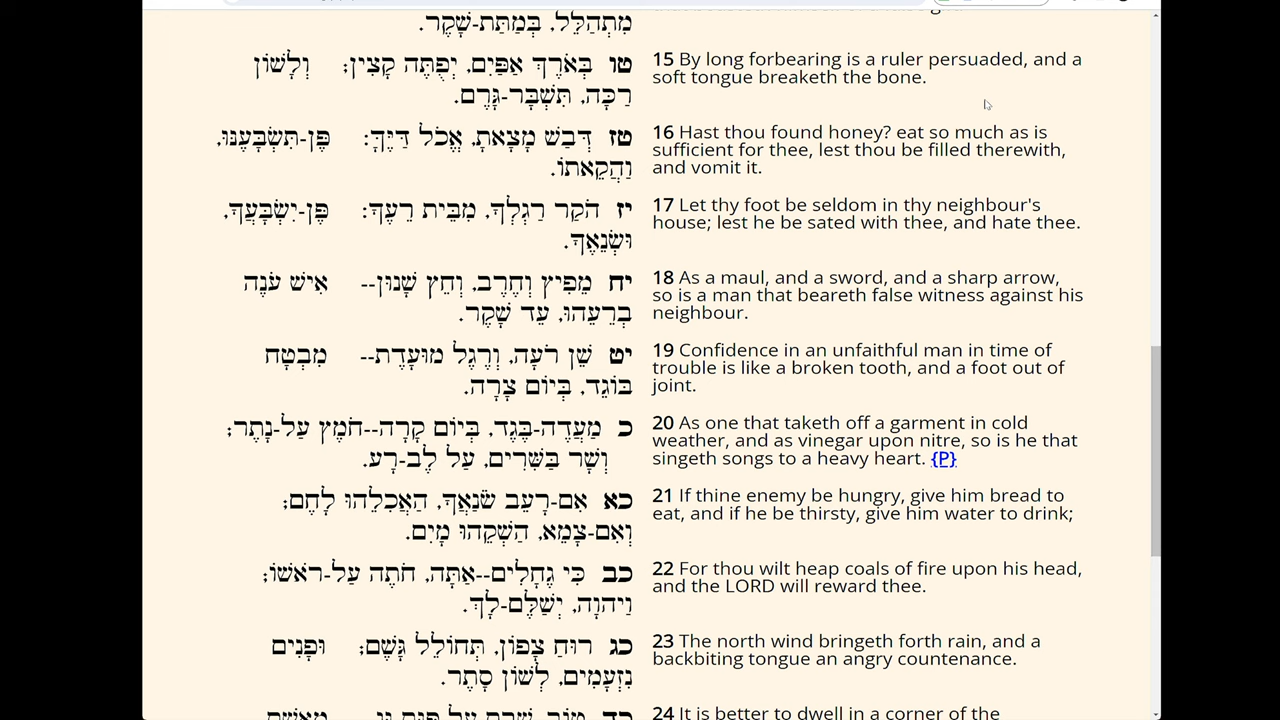 מִתְהַלֵּל, בְּמַתַּת-שָׁקֶר.
טו בְּאֹרֶךְ אַפַּיִם, יְפֻתֶּה קָצִין; וְלָשׁוֹן
רַכָּה, תִּשְׁבָּר-גָּרֶם.
15 By long forbearing is a ruler persuaded, and a
soft tongue breaketh the bone.
טז דְּבַשׁ מָצָאתָ, אֱכֹל דַּיֶּךָּ: פֶּן-תִּשְׂבָּעֶנּוּ,
וַהֲקֵאתוֹ.
16 Hast thou found honey? eat so much as is
sufficient for thee, lest thou be filled therewith,
and vomit it.
יז הֹקַר רַגְלְךָ, מִבֵּית רֵעֶךָ: פֶּן-יִשְׂבָּעֲךָ,
וּשְׂנֵאֶךָ.
17 Let thy foot be seldom in thy neighbour's
house; lest he be sated with thee, and hate thee.
יח מֵפִיץ וְחֶרֶב, וְחֵץ שָׁנוּן-- אִישׁ עֹנֶה
בְרֵעֵהוּ, עֵד שָׁקֶר.
18 As a maul, and a sword, and a sharp arrow,
so is a man that beareth false witness against his
neighbour.
יט שֵׁן רֹעָה, וְרֶגֶל מוּעָדֶת-- מִבְטָח
בּוֹגֵד, בְּיוֹם צָרָה.
19 Confidence in an unfaithful man in time of
trouble is like a broken tooth, and a foot out of
joint.
כ מַעֲדֶה-בֶּגֶד, בְּיוֹם קָרָה--חֹמֶץ עַל-נָתֶר;
וְשָׁר בַּשִּׁרִים, עַל לֶב-רָע.
20 As one that taketh off a garment in cold
weather, and as vinegar upon nitre, so is he that
singeth songs to a heavy heart. {P}
כא אִם-רָעֵב שֹׂנַאֲךָ, הַאֲכִלֵהוּ לָחֶם;
וְאִם-צָמֵא, הַשְׁקֵהוּ מָיִם.
21 If thine enemy be hungry, give him bread to
eat, and if he be thirsty, give him water to drink;
כב כִּי גֶחָלִים--אַתָּה, חֹתֶה עַל-רֹאשׁוֹ;
וַיהוָה, יְשַׁלֶּם-לָךְ.
22 For thou wilt heap coals of fire upon his head,
and the LORD will reward thee.
כג רוּחַ צָפוֹן, תְּחוֹלֵל גָּשֶׁם; וּפָנִים
נִזְעָמִים, לְשׁוֹן סָתֶר.
23 The north wind bringeth forth rain, and a
backbiting tongue an angry countenance.
24 It is better to dwell in a corner of the